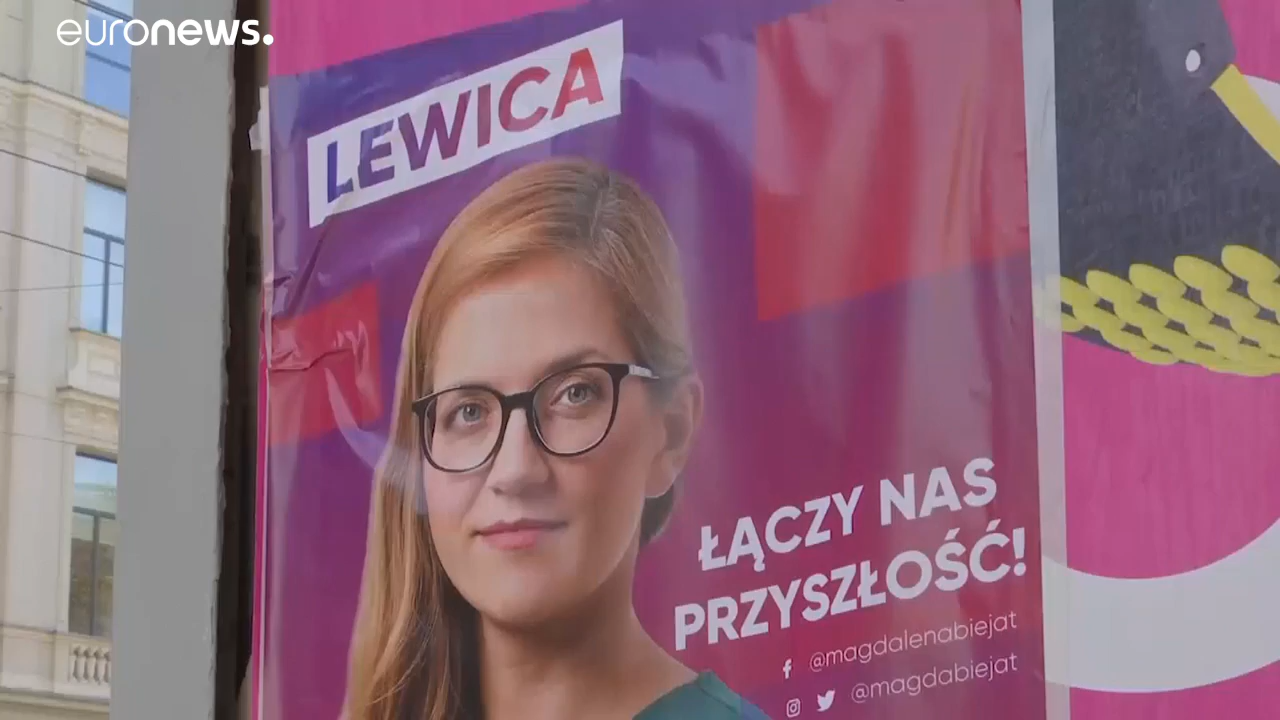 euronews.
LEWICA
ŁĄCZY NAS
PRZYSZŁOŚĆ!
@magdalenabiejat
@magdabiejat